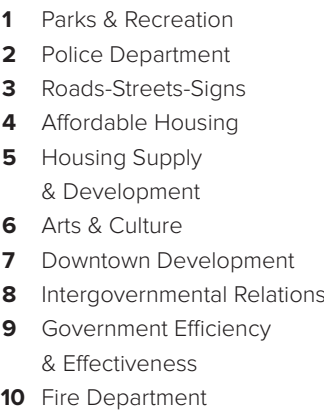 1 Parks & Recreation
2 Police Department
3 Roads-Streets-Signs
4 Affordable Housing
5 Housing Supply
& Development
6 Arts & Culture
7 Downtown Development
8 Intergovernmental Relations
9 Government Efficiency
& Effectiveness
10 Fire Department